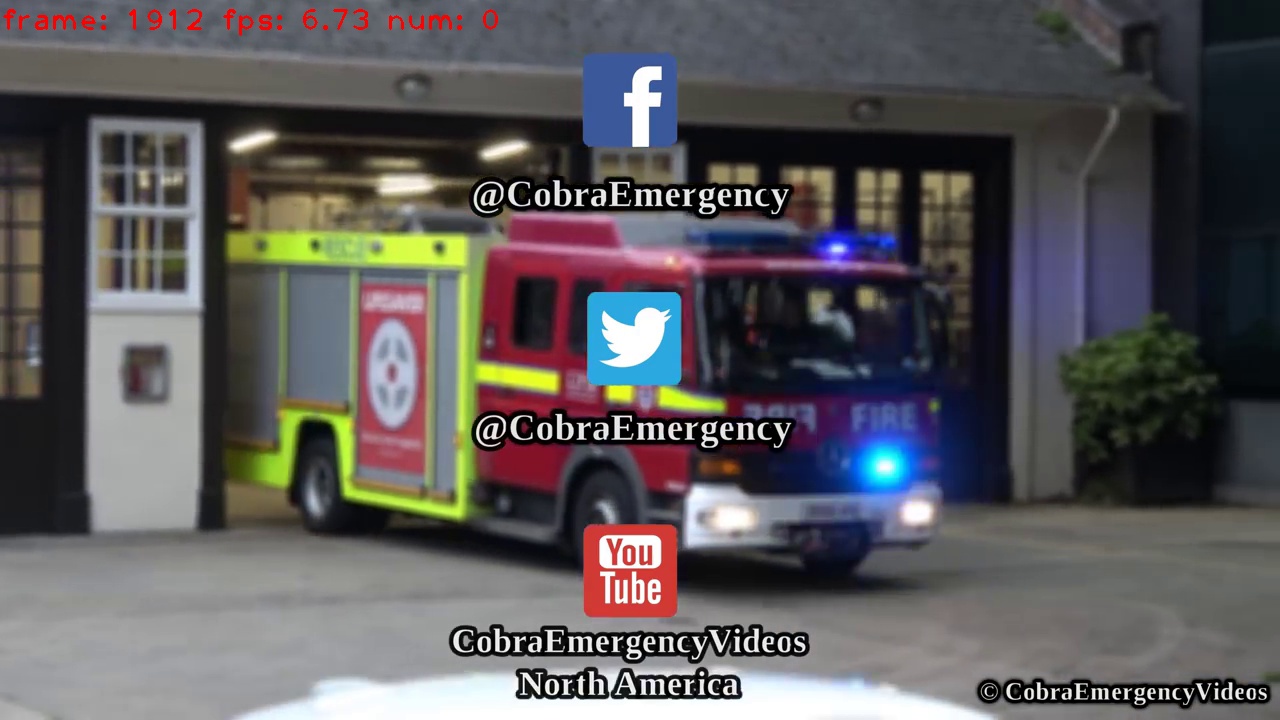 frame: 1912 fps: 6.73 num: 0
f
@CobraEmergency
@CobraEmergency
FIRE
You
Tube
CobraEmergencyVideos
North America
© CobraEmergencyVideos